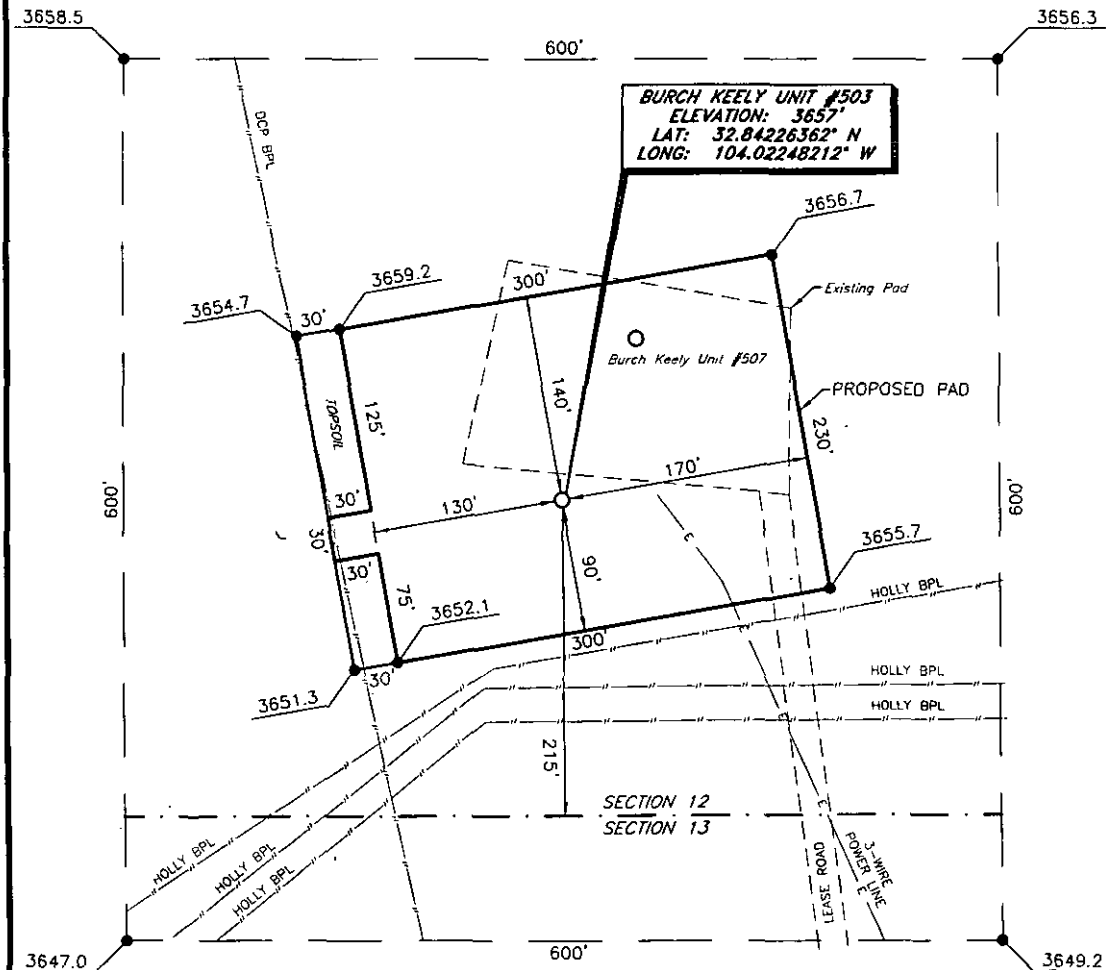 3658.5
3656.3
600'
BURCH KEELY UNIT #503
ELEVATION: 3657'
LAT: 32.84226362° N
LONG: 104.02248212° W
DCP BPL
3656.7
3659.2
3654.7
30'
300'
Existing Pad
Burch Keely Unit #507
PROPOSED PAD
TOPSOIL
125'
140'
230'
170'
600'
30'
130'
600'
30'
30'
90'
3655.7
75'
HOLLY BPL
3652.1
300'
30'
HOLLY BPL
3651.3
HOLLY BPL
215'
SECTION 12
SECTION 13
E
E
E
E
E
HOLLY BPL
HOLLY BPL
HOLLY BPL
LEASE ROAD
3-WIRE
POWER LINE
3647.0
600'
3649.2